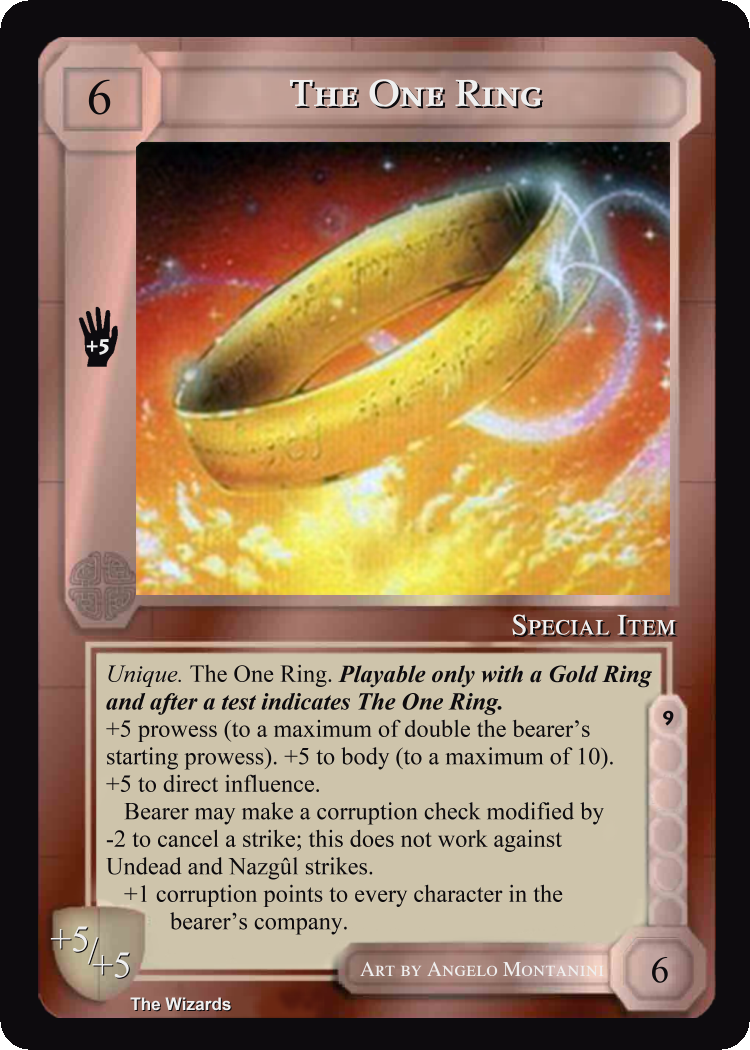 6
The One Ring
+5
Special Item
Unique. The One Ring. Playable only with a Gold Ring
and after a test indicates The One Ring.
+5 prowess (to a maximum of double the bearer's
starting prowess). +5 to body (to a maximum of 10).
+5 to direct influence.
Bearer may make a corruption check modified by
-2 to cancel a strike; this does not work against
Undead and Nazgûl strikes.
+1 corruption points to every character in the
bearer's company.
9
+5/+5
Art by Angelo Montanini
6
The Wizards